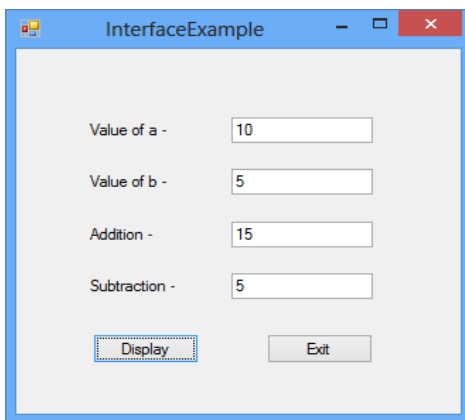 InterfaceExample
Value of a - 10
Value of b - 5
Addition - 15
Subtraction - 5
Display Exit